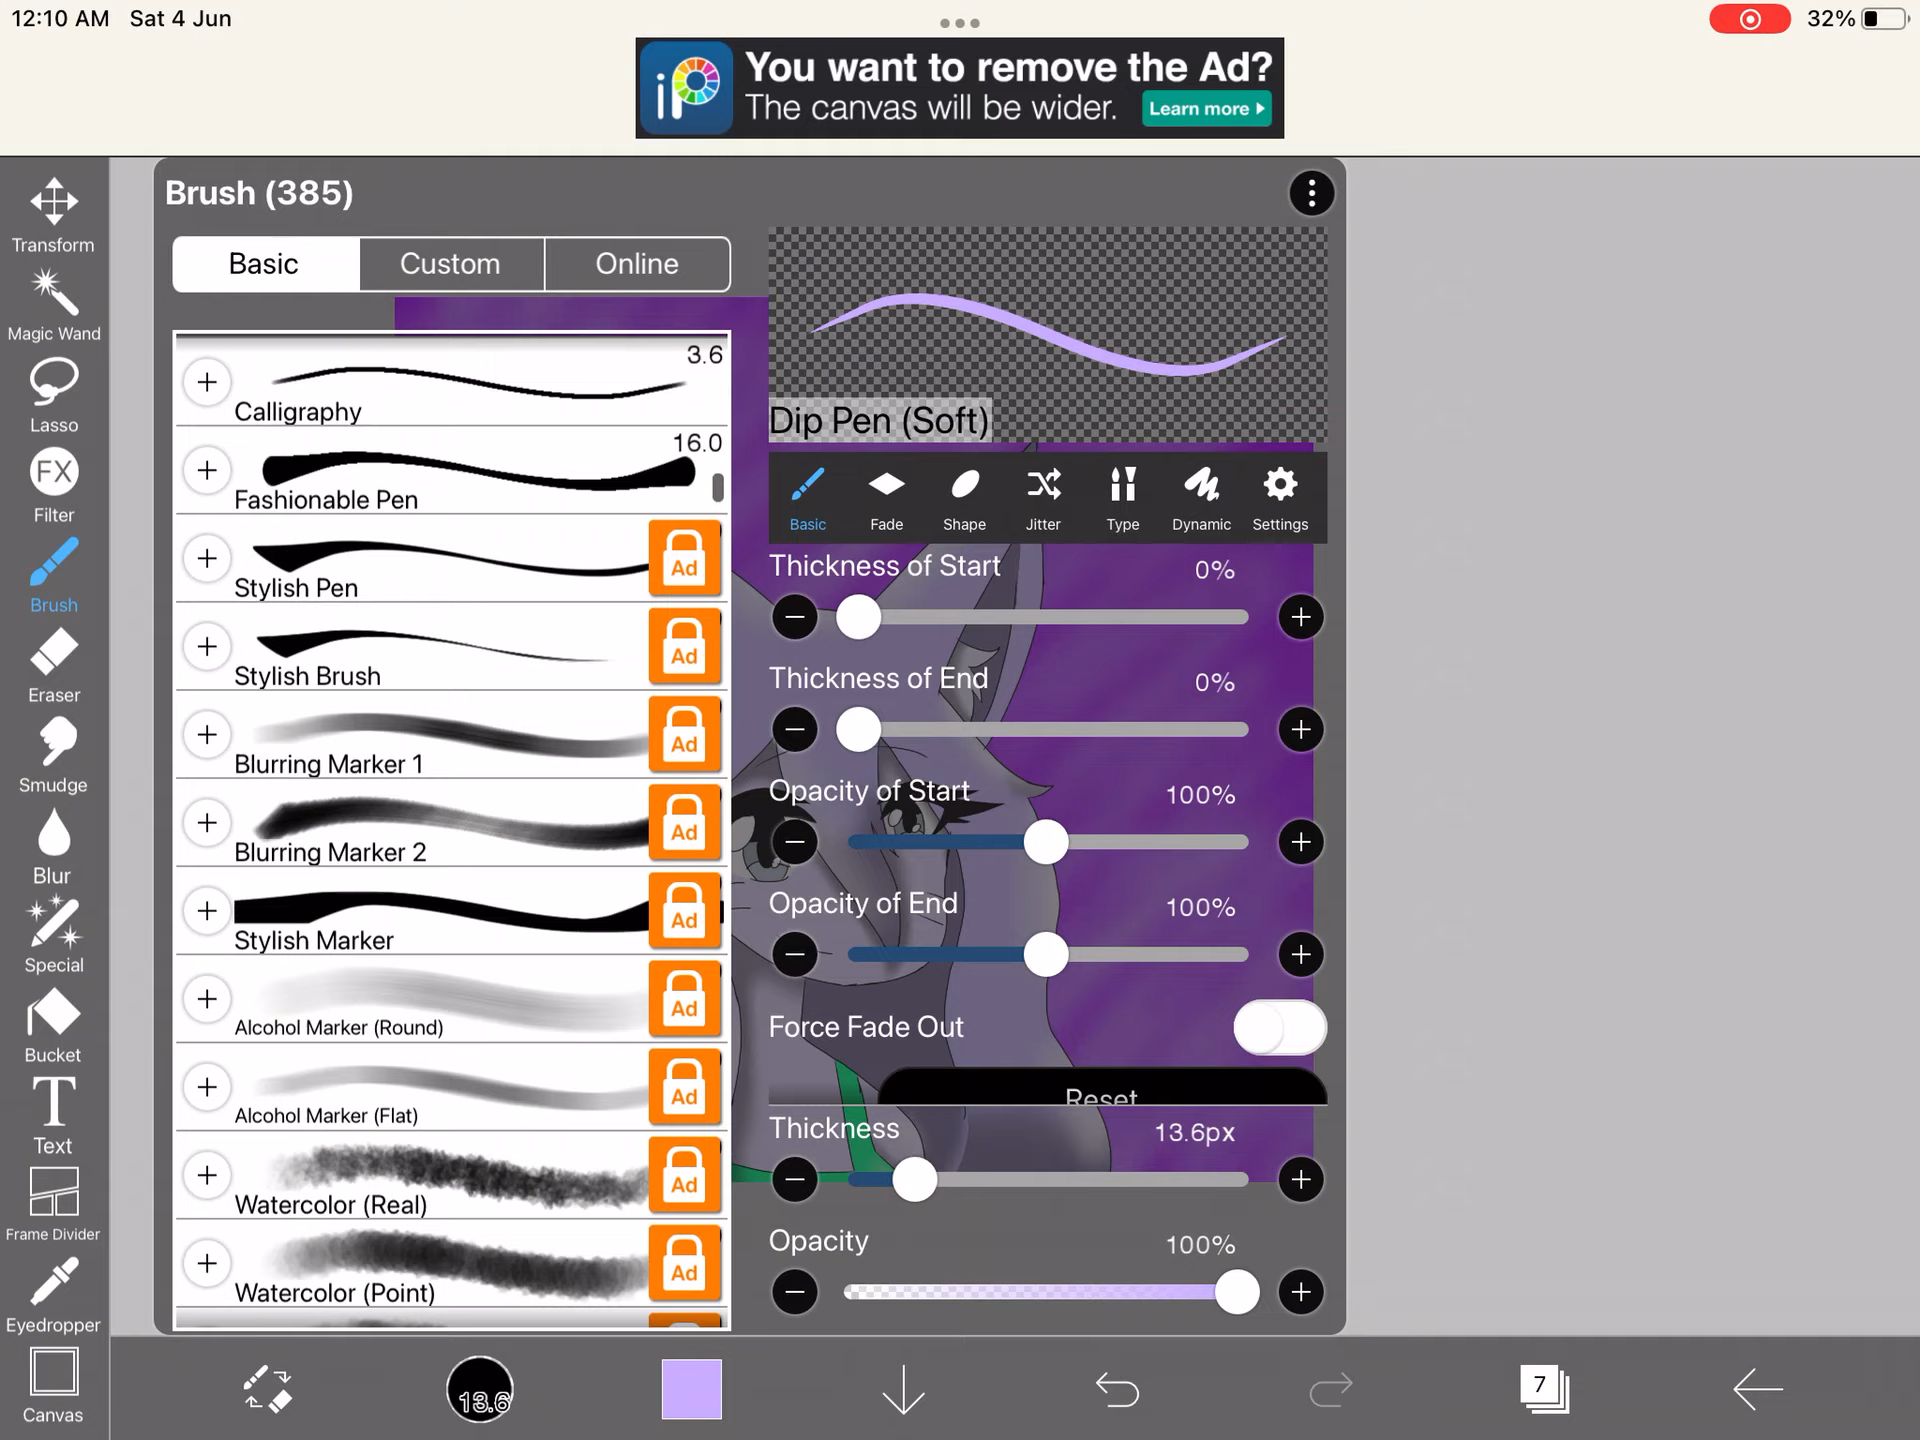 12:10 AM Sat 4 Jun
32%
iP
You want to remove the Ad?
The canvas will be wider.
Learn more
Brush (385)
Basic
Custom
Online
Transform
Magic Wand
Lasso
FX
Filter
Brush
Eraser
Smudge
Blur
Special
Bucket
T
Text
Frame Divider
Eyedropper
Canvas
3.6
Calligraphy
16.0
Fashionable Pen
Ad
Stylish Pen
Ad
Stylish Brush
Ad
Blurring Marker 1
Ad
Blurring Marker 2
Ad
Stylish Marker
Ad
Alcohol Marker (Round)
Ad
Alcohol Marker (Flat)
Ad
Watercolor (Real)
Ad
Watercolor (Point)
Dip Pen (Soft)
Basic
Fade
Shape
Jitter
Type
Dynamic
Settings
Thickness of Start 0%
Thickness of End 0%
Opacity of Start 100%
Opacity of End 100%
Force Fade Out
Reset
Thickness 13.6px
Opacity 100%
13.6
7